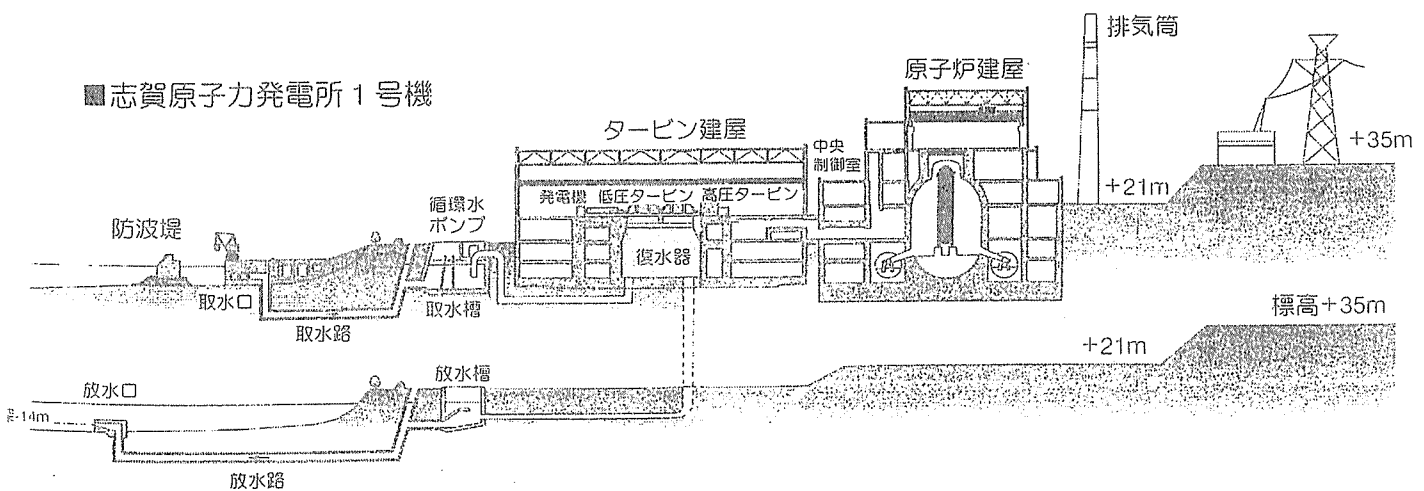 ■志賀原子力発電所1号機
排気筒
原子炉建屋
タービン建屋
中央
制御室
+35m
+21m
発電機 低圧タービン 高圧タービン
循環水
ポンプ
防波堤
復水器
取水口
取水槽
取水路
標高+35m
+21m
放水槽
放水口
-14m
放水路